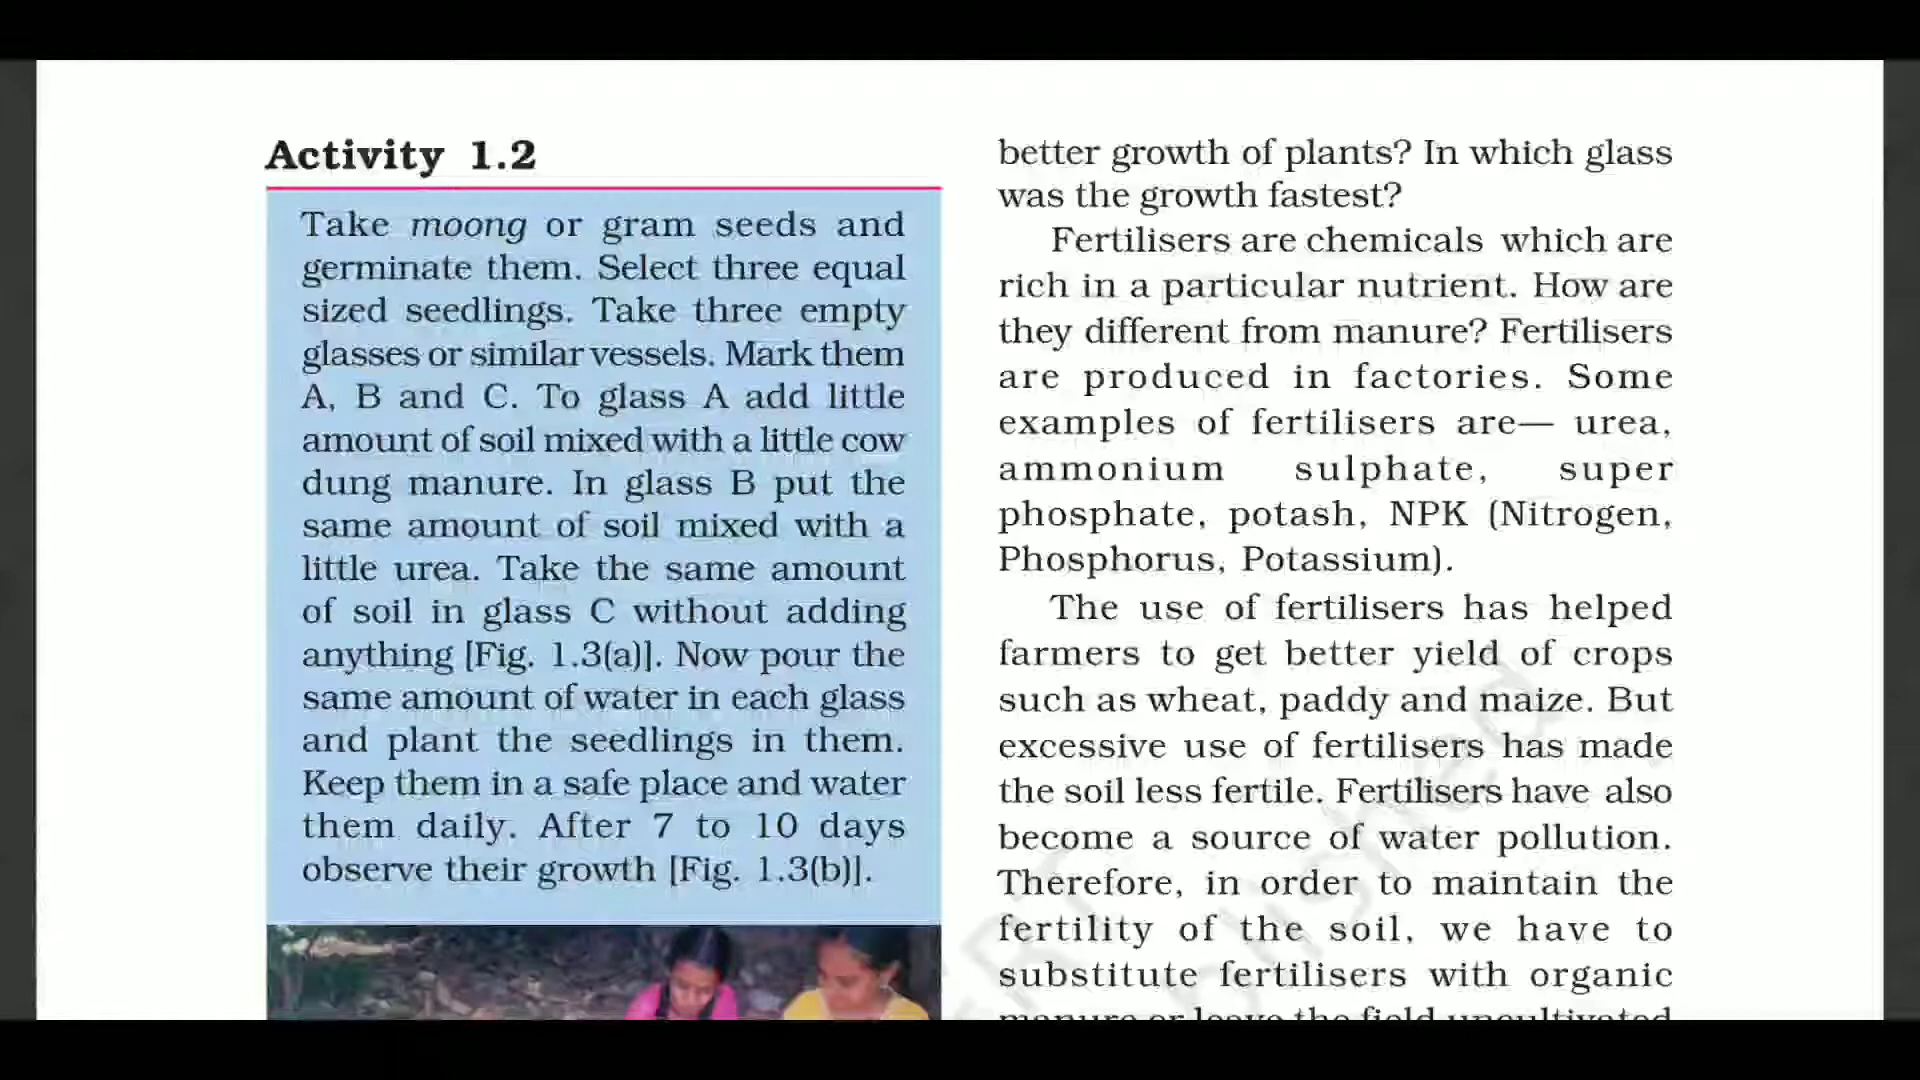 Activity 1.2
Take moong or gram seeds and
germinate them. Select three equal
sized seedlings. Take three empty
glasses or similar vessels. Mark them
A, B and C. To glass A add little
amount of soil mixed with a little cow
dung manure. In glass B put the
same amount of soil mixed with a
little urea. Take the same amount
of soil in glass C without adding
anything [Fig. 1.3(a)]. Now pour the
same amount of water in each glass
and plant the seedlings in them.
Keep them in a safe place and water
them daily. After 7 to 10 days
observe their growth [Fig. 1.3(b)].
better growth of plants? In which glass
was the growth fastest?
Fertilisers are chemicals which are
rich in a particular nutrient. How are
they different from manure? Fertilisers
are produced in factories. Some
examples of fertilisers are— urea,
ammonium sulphate, super
phosphate, potash, NPK (Nitrogen,
Phosphorus, Potassium).
The use of fertilisers has helped
farmers to get better yield of crops
such as wheat, paddy and maize. But
excessive use of fertilisers has made
the soil less fertile. Fertilisers have also
become a source of water pollution.
Therefore, in order to maintain the
fertility of the soil, we have to
substitute fertilisers with organic
manure or leave the field uncultivated